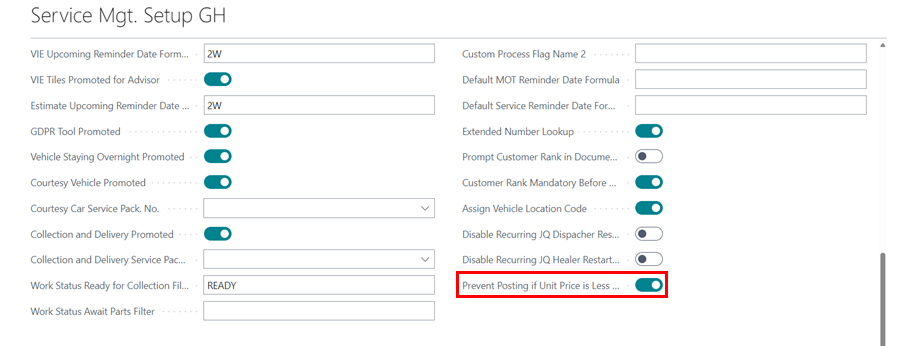 Service Mgt. Setup GH
VIE Upcoming Reminder Date Form... 2W
VIE Tiles Promoted for Advisor
Estimate Upcoming Reminder Date ... 2W
GDPR Tool Promoted
Vehicle Staying Overnight Promoted
Courtesy Vehicle Promoted
Courtesy Car Service Pack. No.
Collection and Delivery Promoted
Collection and Delivery Service Pac...
Work Status Ready for Collection Fil... READY
Work Status Await Parts Filter
Custom Process Flag Name 2
Default MOT Reminder Date Formula
Default Service Reminder Date For...
Extended Number Lookup
Prompt Customer Rank in Docume...
Customer Rank Mandatory Before ...
Assign Vehicle Location Code
Disable Recurring JQ Dispacher Res...
Disable Recurring JQ Healer Restart...
Prevent Posting if Unit Price is Less ...